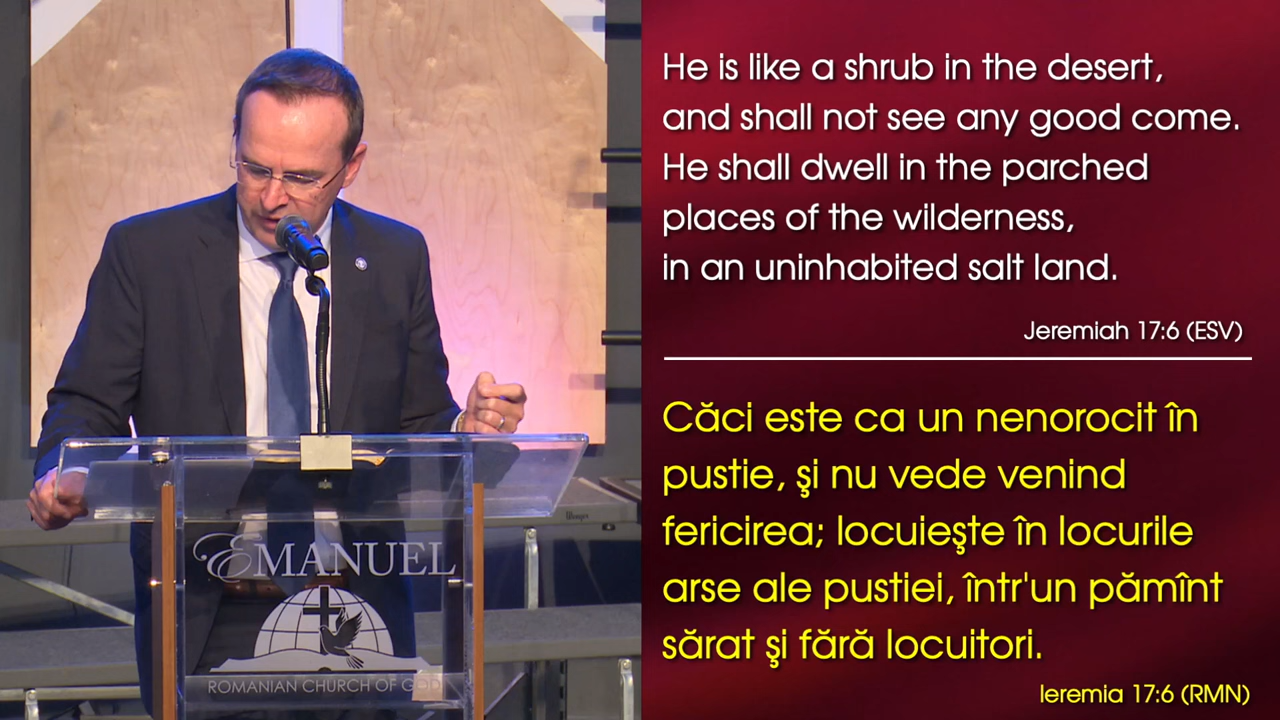 He is like a shrub in the desert,
and shall not see any good come.
He shall dwell in the parched
places of the wilderness,
in an uninhabited salt land.
Jeremiah 17:6 (ESV)
Căci este ca un nenorocit în
pustie, şi nu vede venind
fericirea; locuieşte în locurile
arse ale pustiei, într'un pămînt
sărat şi fără locuitori.
Ieremia 17:6 (RMN)
EMANUEL
ROMANIAN CHURCH OF GOD